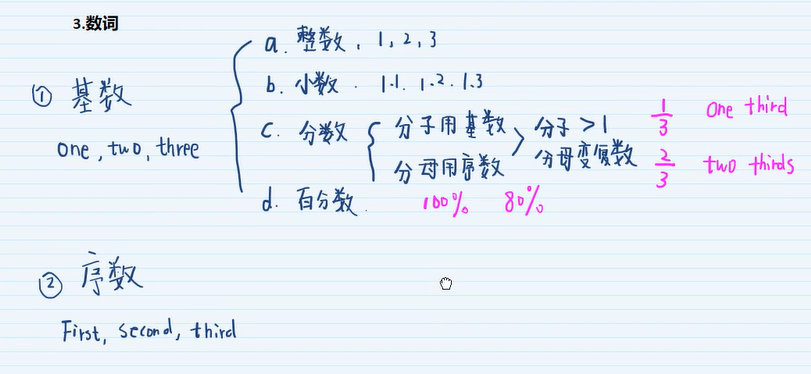 3.数词
① 基数
one, two, three
a. 整数. 1, 2, 3
b. 小数. 1.1. 1.2. 1.3
c. 分数
分子用基数
分母用序数
分子>1
分母变复数
1/3 one third
2/3 two thirds
d. 百分数. 100% 80%
② 序数
First, second, third